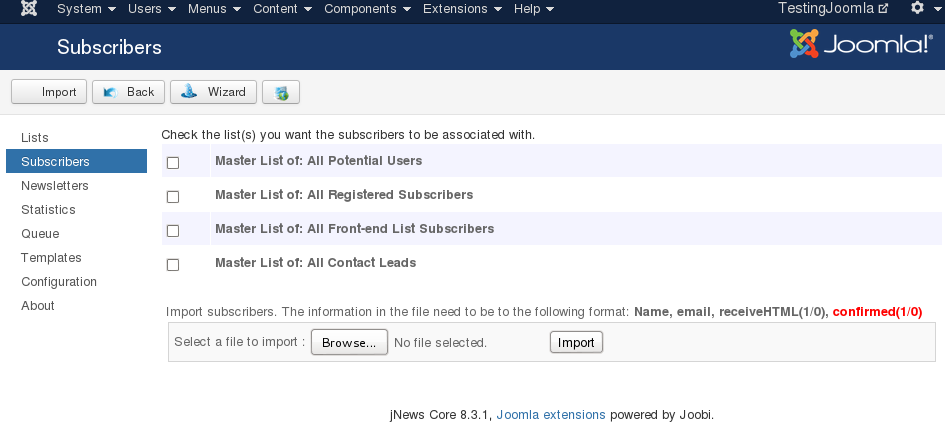 System Users Menus Content Components Extensions Help TestingJoomla
Subscribers Joomla!®
Import Back Wizard
Check the list(s) you want the subscribers to be associated with.
Lists
Subscribers
Newsletters
Statistics
Queue
Templates
Configuration
About
Master List of: All Potential Users
Master List of: All Registered Subscribers
Master List of: All Front-end List Subscribers
Master List of: All Contact Leads
Import subscribers. The information in the file need to be to the following format: Name, email, receiveHTML(1/0), confirmed(1/0)
Select a file to import : Browse... No file selected. Import
jNews Core 8.3.1, Joomla extensions powered by Joobi.